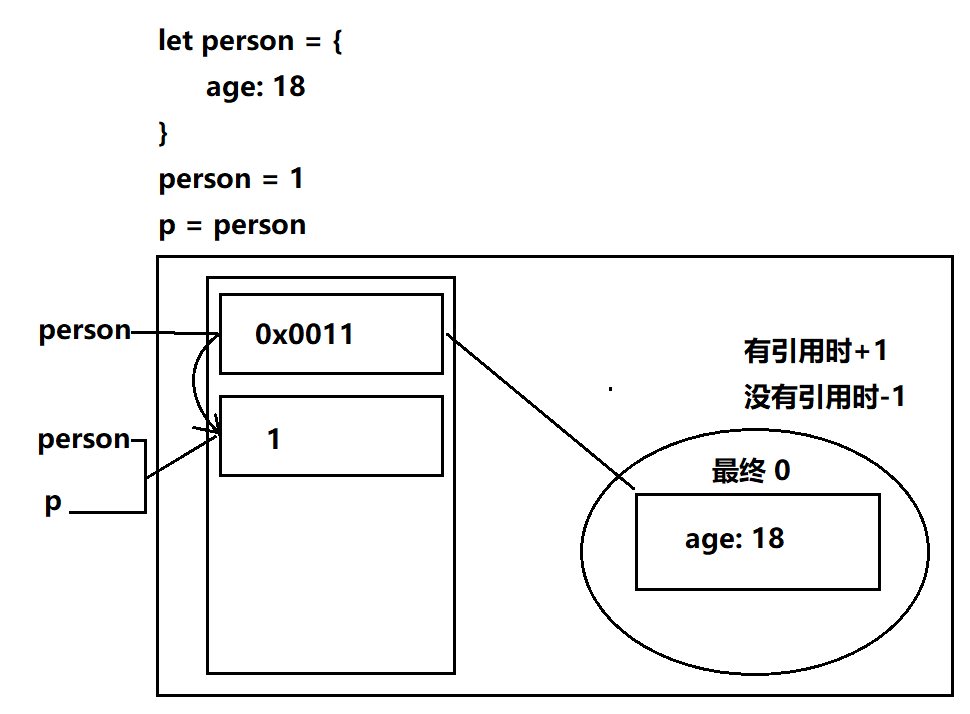 let person = {
age: 18
}
person = 1
p = person
person
0x0011
有引用时+1
没有引用时-1
person
1
p
最终 0
age: 18